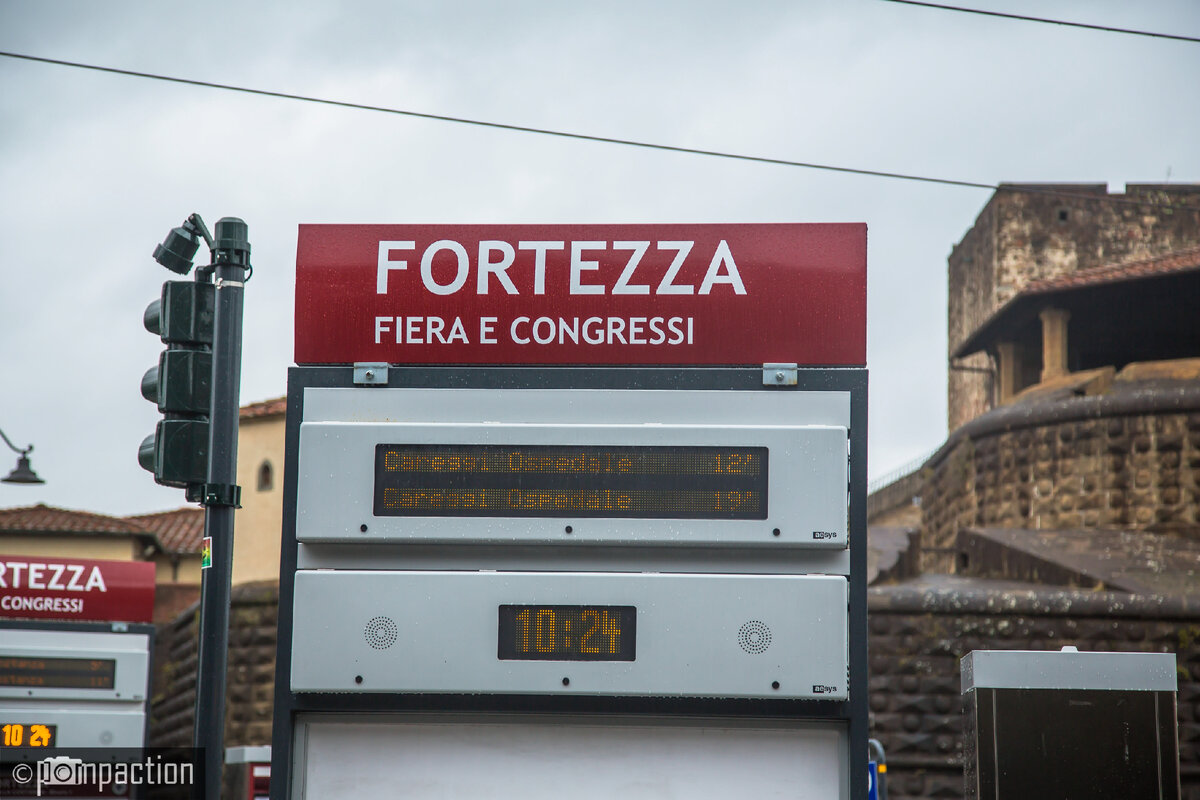 FORTEZZA
FIERA E CONGRESSI
Careggi Ospedale 12'
Careggi Ospedale 19'
aesys
10:24
aesys
RTEZZA
CONGRESSI
10 24
© pompaction